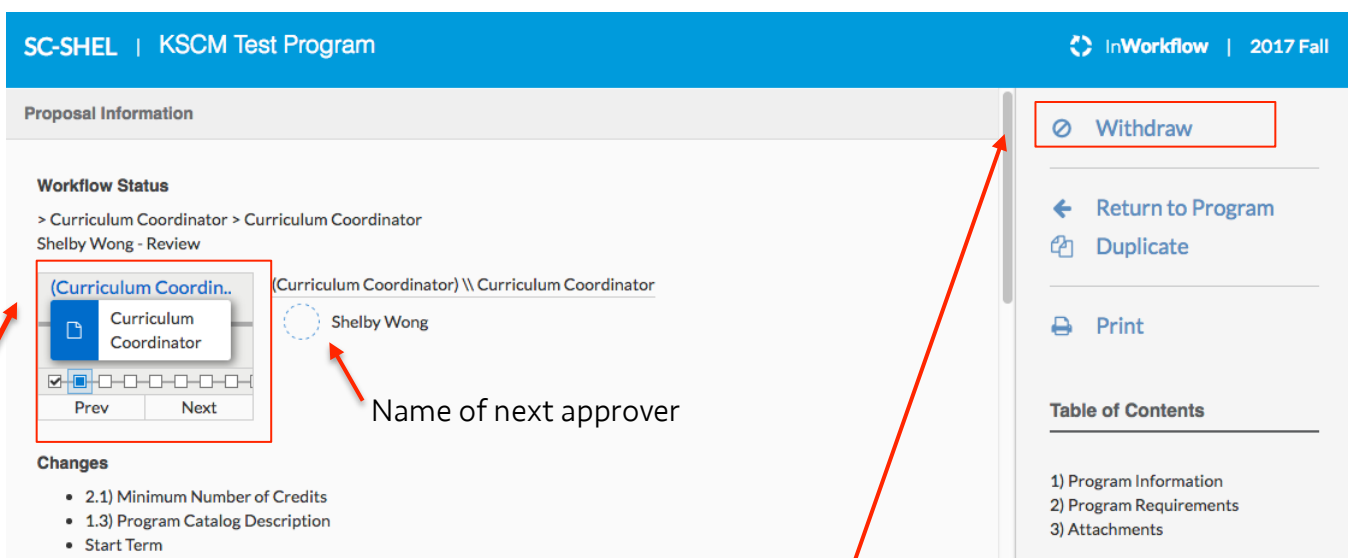 SC-SHEL | KSCM Test Program
InWorkflow | 2017 Fall
Proposal Information
Workflow Status
> Curriculum Coordinator > Curriculum Coordinator
Shelby Wong - Review
(Curriculum Coordin..
Curriculum
Coordinator
Prev Next
(Curriculum Coordinator) \\ Curriculum Coordinator
Shelby Wong
Name of next approver
Changes
• 2.1) Minimum Number of Credits
• 1.3) Program Catalog Description
• Start Term
Withdraw
Return to Program
Duplicate
Print
Table of Contents
1) Program Information
2) Program Requirements
3) Attachments